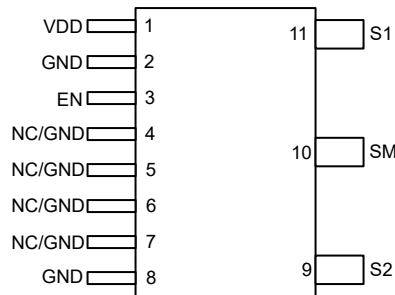 VDD 1 11 S1
GND 2
EN 3
NC/GND 4
NC/GND 5 10 SM
NC/GND 6
NC/GND 7
GND 8 9 S2